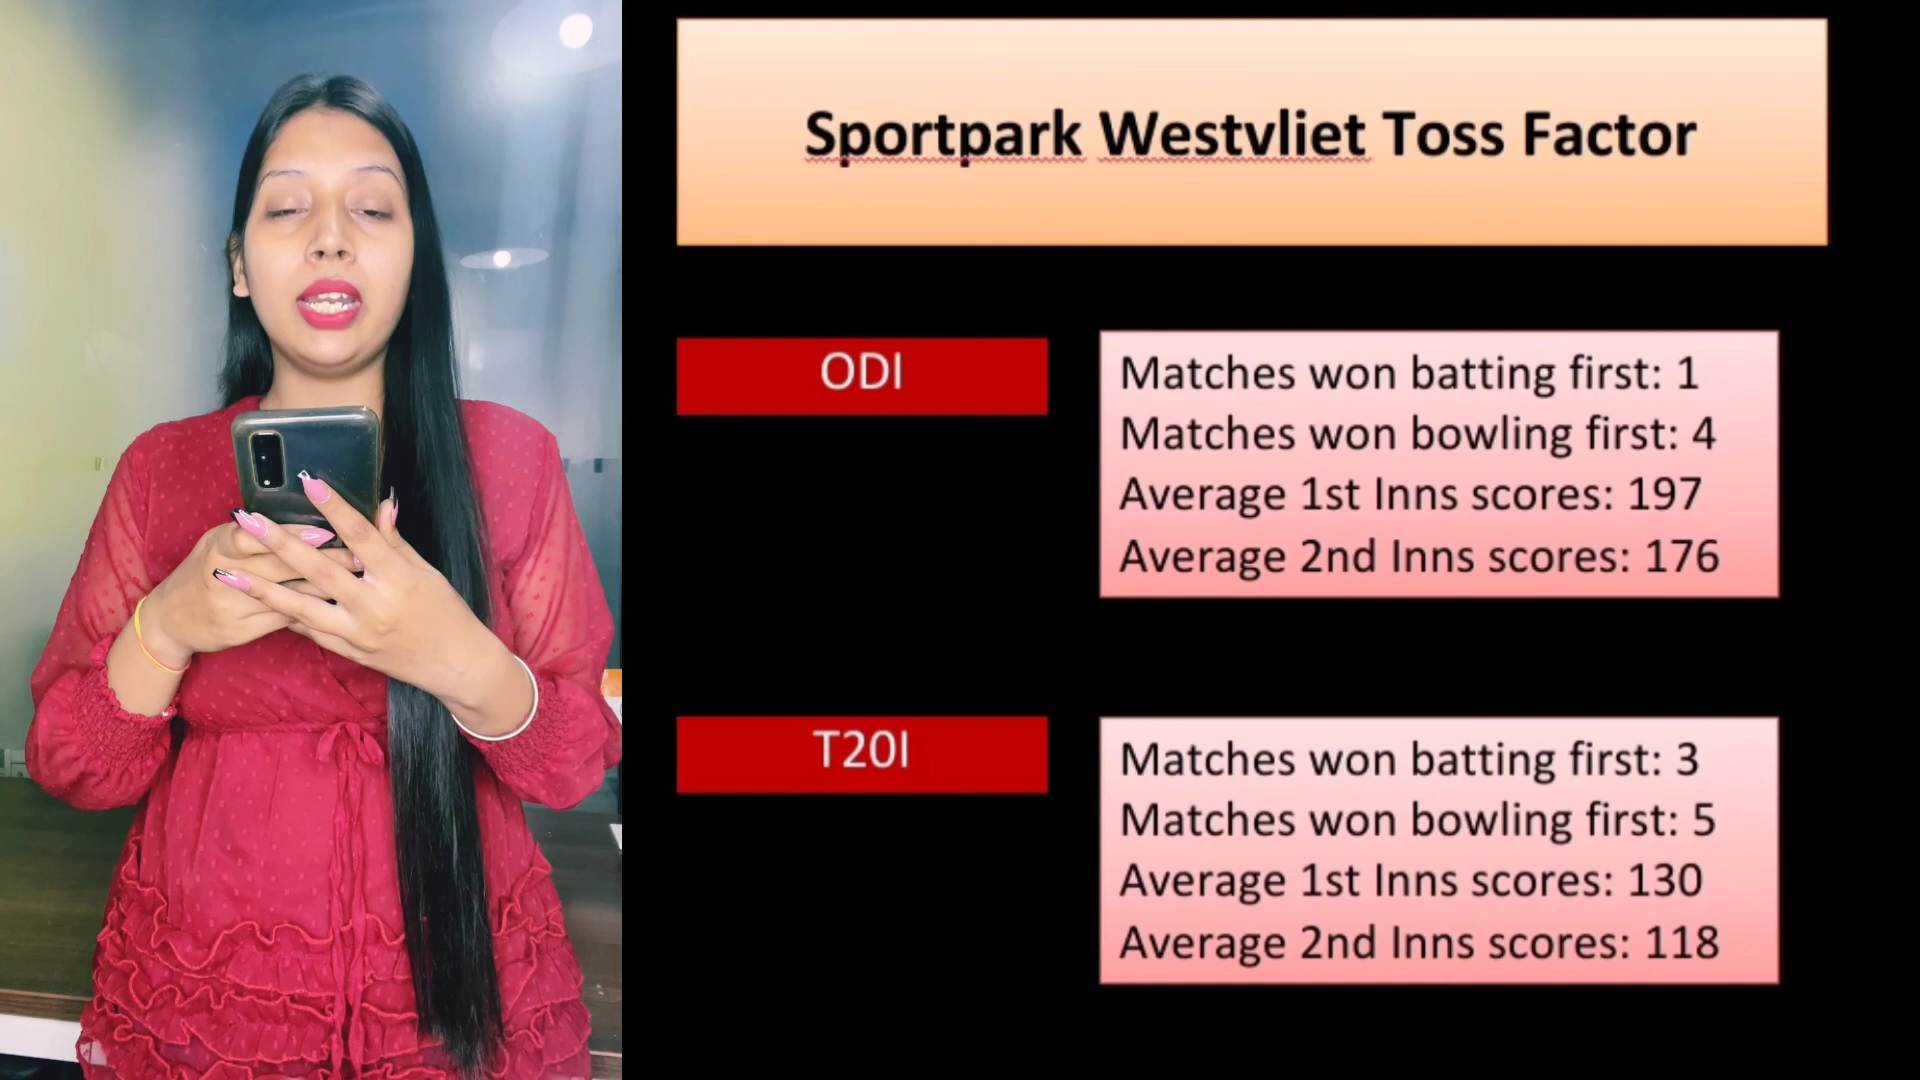 Sportpark Westvliet Toss Factor
ODI
Matches won batting first: 1
Matches won bowling first: 4
Average 1st Inns scores: 197
Average 2nd Inns scores: 176
T20I
Matches won batting first: 3
Matches won bowling first: 5
Average 1st Inns scores: 130
Average 2nd Inns scores: 118